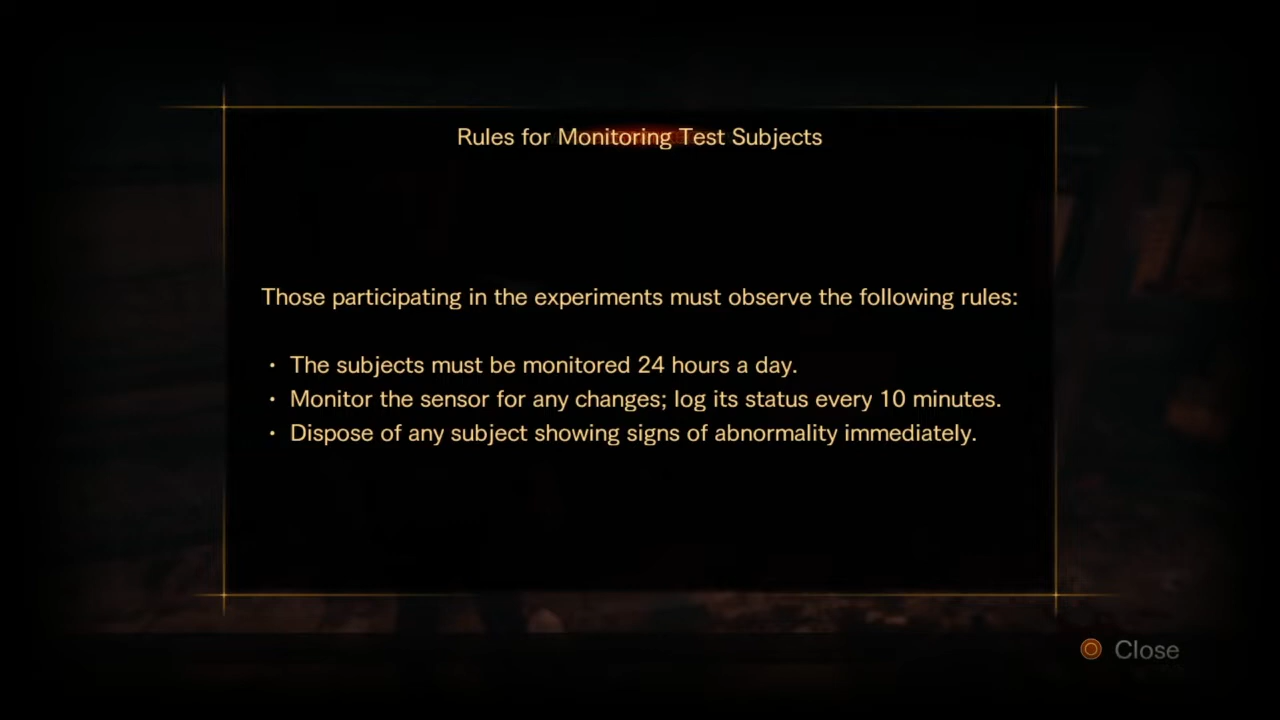 Rules for Monitoring Test Subjects
Those participating in the experiments must observe the following rules:
・ The subjects must be monitored 24 hours a day.
・ Monitor the sensor for any changes; log its status every 10 minutes.
・ Dispose of any subject showing signs of abnormality immediately.
Close